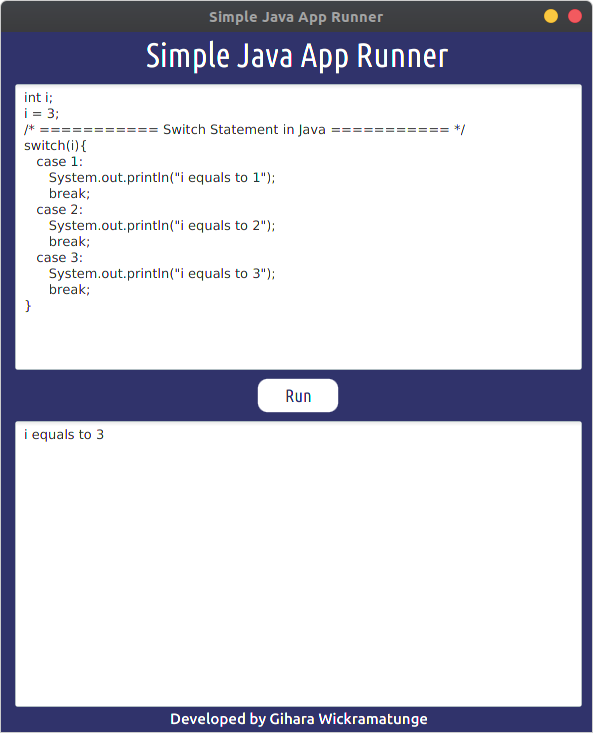 Simple Java App Runner
Simple Java App Runner
int i;
i = 3;
/* =========== Switch Statement in Java =========== */
switch(i){
   case 1:
      System.out.println("i equals to 1");
      break;
   case 2:
      System.out.println("i equals to 2");
      break;
   case 3:
      System.out.println("i equals to 3");
      break;
}
Run
i equals to 3
Developed by Gihara Wickramatunge